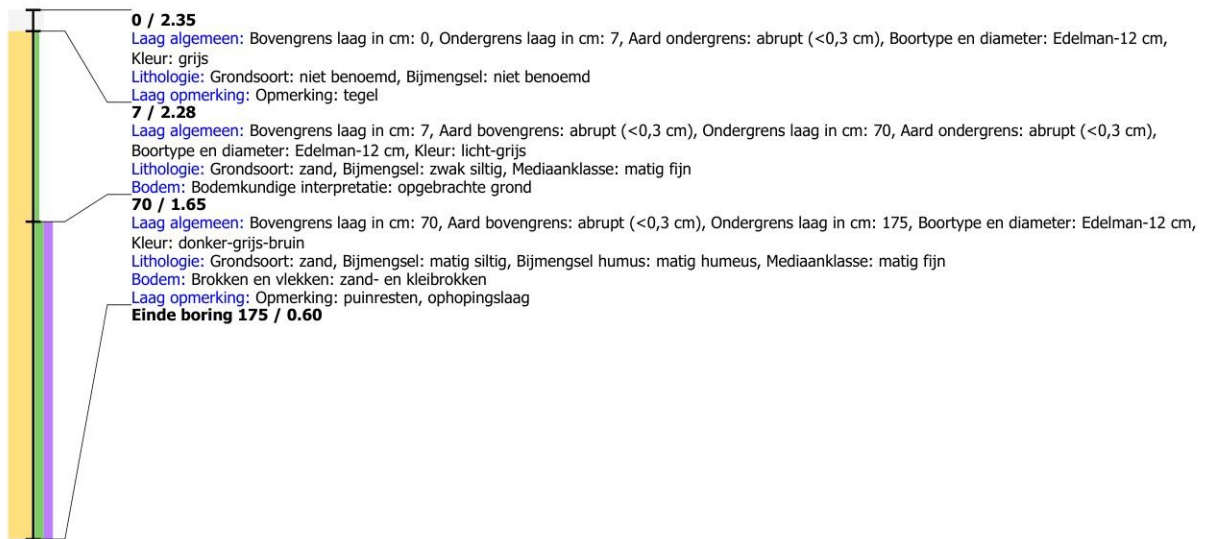 0 / 2.35
Laag algemeen: Bovengrens laag in cm: 0, Ondergrens laag in cm: 7, Aard ondergrens: abrupt (<0,3 cm), Boortype en diameter: Edelman-12 cm,
Kleur: grijs
Lithologie: Grondsoort: niet benoemd, Bijmengsel: niet benoemd
Laag opmerking: Opmerking: tegel
7 / 2.28
Laag algemeen: Bovengrens laag in cm: 7, Aard bovengrens: abrupt (<0,3 cm), Ondergrens laag in cm: 70, Aard ondergrens: abrupt (<0,3 cm),
Boortype en diameter: Edelman-12 cm, Kleur: licht-grijs
Lithologie: Grondsoort: zand, Bijmengsel: zwak siltig, Mediaanklasse: matig fijn
Bodem: Bodemkundige interpretatie: opgebrachte grond
70 / 1.65
Laag algemeen: Bovengrens laag in cm: 70, Aard bovengrens: abrupt (<0,3 cm), Ondergrens laag in cm: 175, Boortype en diameter: Edelman-12 cm,
Kleur: donker-grijs-bruin
Lithologie: Grondsoort: zand, Bijmengsel: matig siltig, Bijmengsel humus: matig humeus, Mediaanklasse: matig fijn
Bodem: Brokken en vlekken: zand- en kleibrokken
Laag opmerking: Opmerking: puinresten, ophopingslaag
Einde boring 175 / 0.60